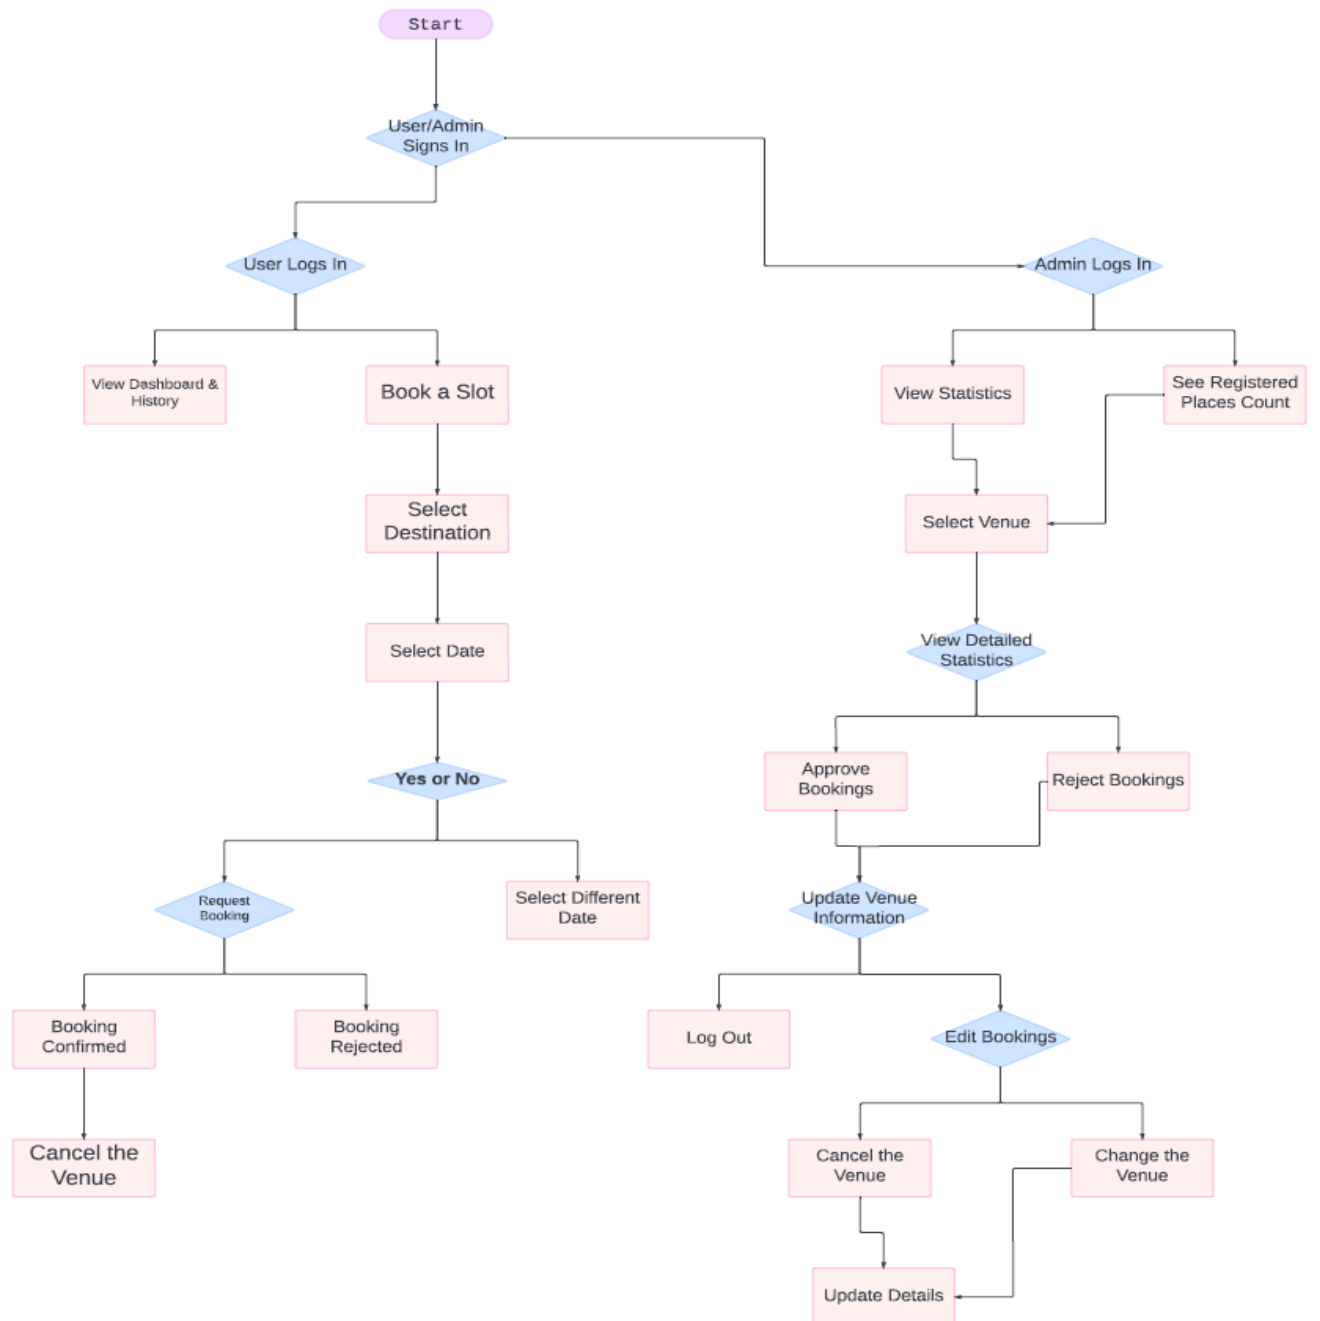 Start
User/Admin
Signs In
User Logs In
Admin Logs In
View Dashboard &
History
Book a Slot
View Statistics
See Registered
Places Count
Select
Destination
Select Venue
Select Date
View Detailed
Statistics
Yes or No
Approve
Bookings
Reject Bookings
Request
Booking
Select Different
Date
Update Venue
Information
Booking
Confirmed
Booking
Rejected
Log Out
Edit Bookings
Cancel the
Venue
Cancel the
Venue
Change the
Venue
Update Details